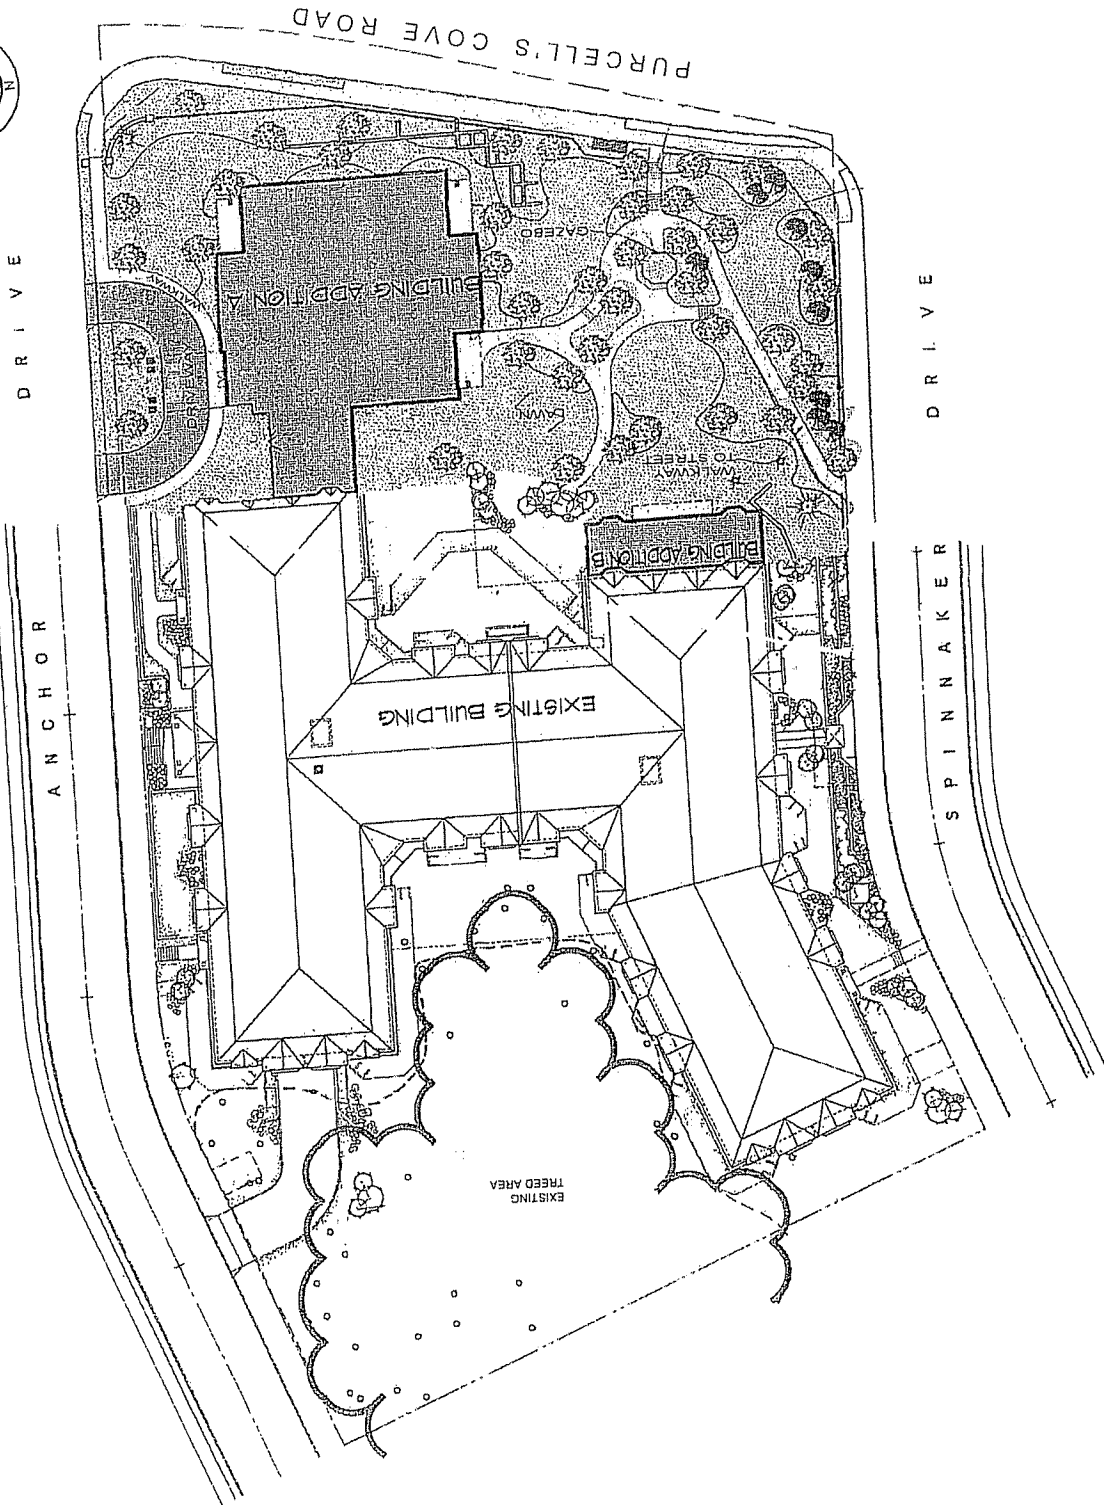 N
PURCELL'S COVE ROAD
ANCHOR DRIVE
SPINNAKER DRIVE
BUILDING ADDITION A
DRIVEWAY
GAZEBO
LAWN
WALKWAY
TO STREET
BUILDING ADDITION B
EXISTING BUILDING
EXISTING
TREED AREA